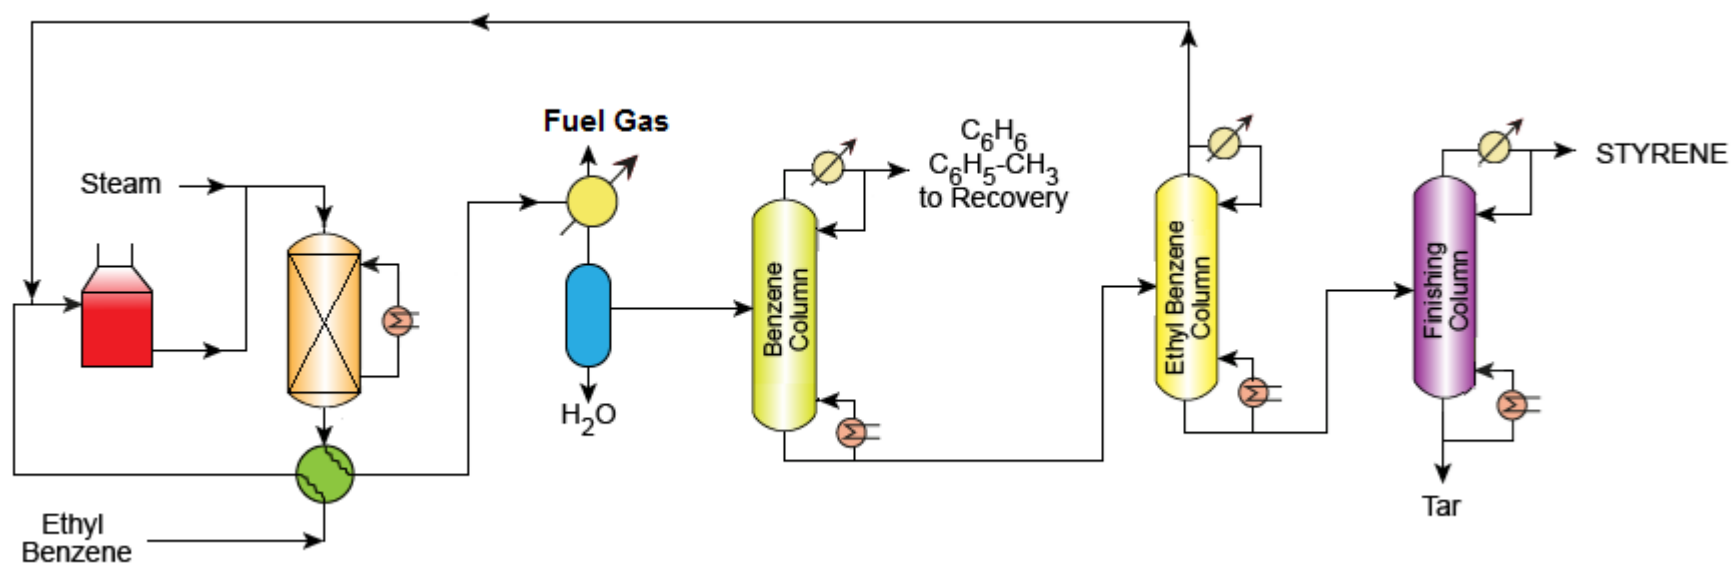 Fuel Gas
C₆H₆
C₆H₅-CH₃
to Recovery
STYRENE
Steam
Benzene
Column
Ethyl Benzene
Column
Finishing
Column
H₂O
Tar
Ethyl
Benzene